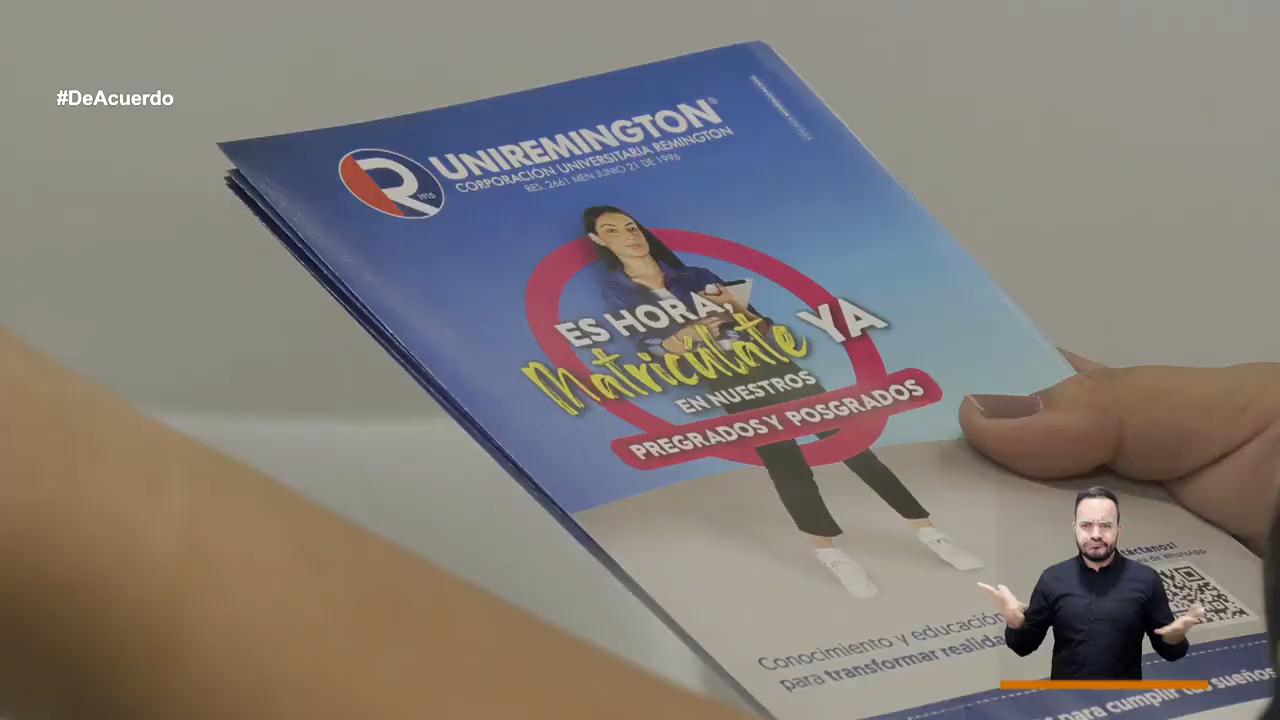 #DeAcuerdo
UNIREMINGTON®
CORPORACIÓN UNIVERSITARIA REMINGTON
RES. 2661 MEN JUNIO 21 DE 1996
R
1915
ES HORA,
Matricúlate YA
EN NUESTROS
PREGRADOS Y POSGRADOS
Conocimiento y educación
para transformar
para cumplir tus sueños